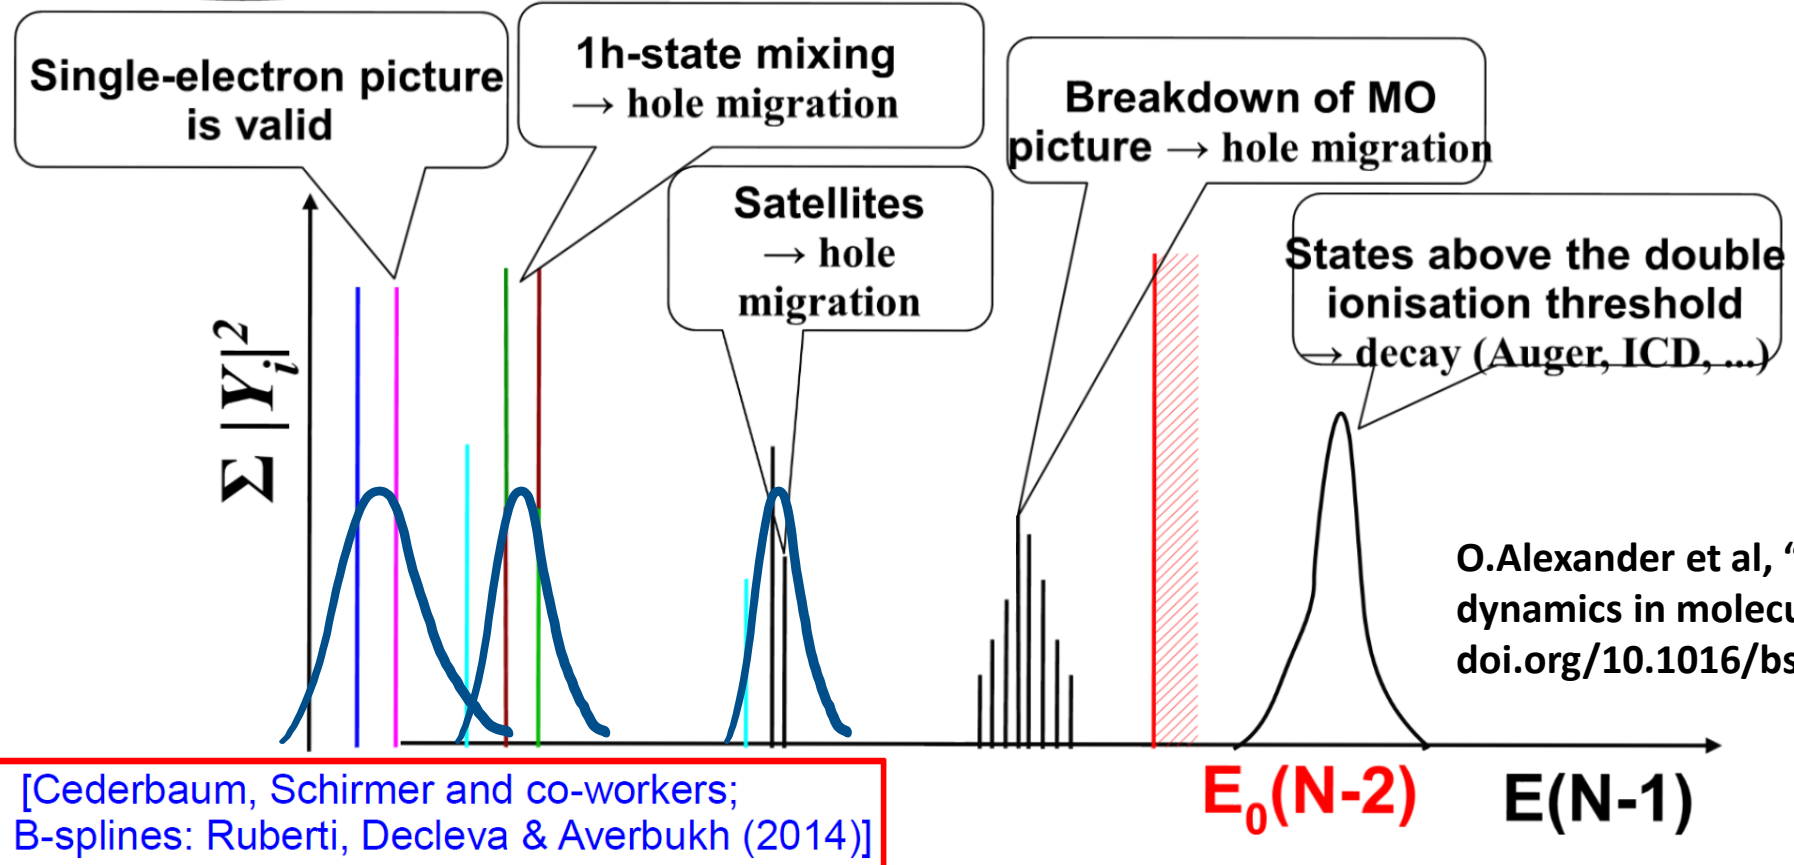 Single-electron picture
is valid
1h-state mixing
→ hole migration
Satellites
→ hole
migration
Breakdown of MO
picture → hole migration
States above the double
ionisation threshold
→ decay (Auger, ICD, ...)
Σ |Yᵢ|²
O.Alexander et al, “
dynamics in molecu
doi.org/10.1016/bs
E₀(N-2)
E(N-1)
[Cederbaum, Schirmer and co-workers;
B-splines: Ruberti, Decleva & Averbukh (2014)]